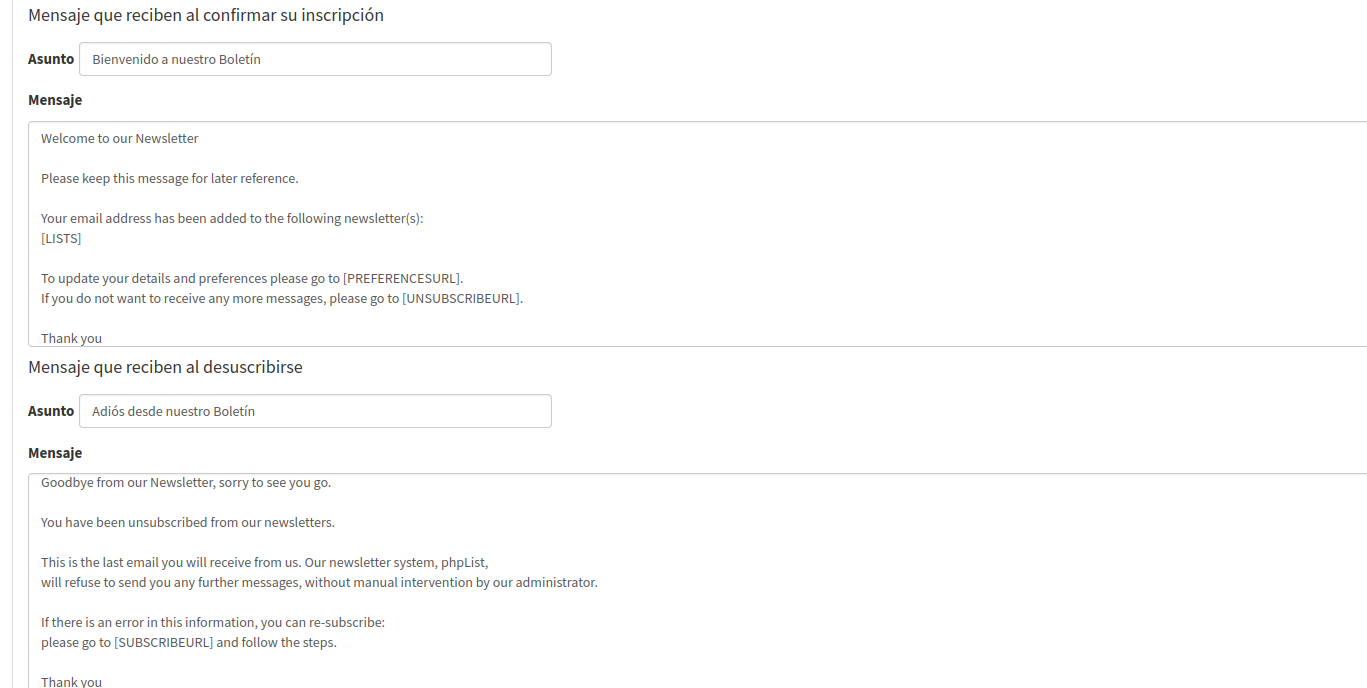 Mensaje que reciben al confirmar su inscripción
Asunto Bienvenido a nuestro Boletín
Mensaje
Welcome to our Newsletter
Please keep this message for later reference.
Your email address has been added to the following newsletter(s):
[LISTS]
To update your details and preferences please go to [PREFERENCESURL].
If you do not want to receive any more messages, please go to [UNSUBSCRIBEURL].
Thank you
Mensaje que reciben al desuscribirse
Asunto Adiós desde nuestro Boletín
Mensaje
Goodbye from our Newsletter, sorry to see you go.
You have been unsubscribed from our newsletters.
This is the last email you will receive from us. Our newsletter system, phpList,
will refuse to send you any further messages, without manual intervention by our administrator.
If there is an error in this information, you can re-subscribe:
please go to [SUBSCRIBEURL] and follow the steps.
Thank you